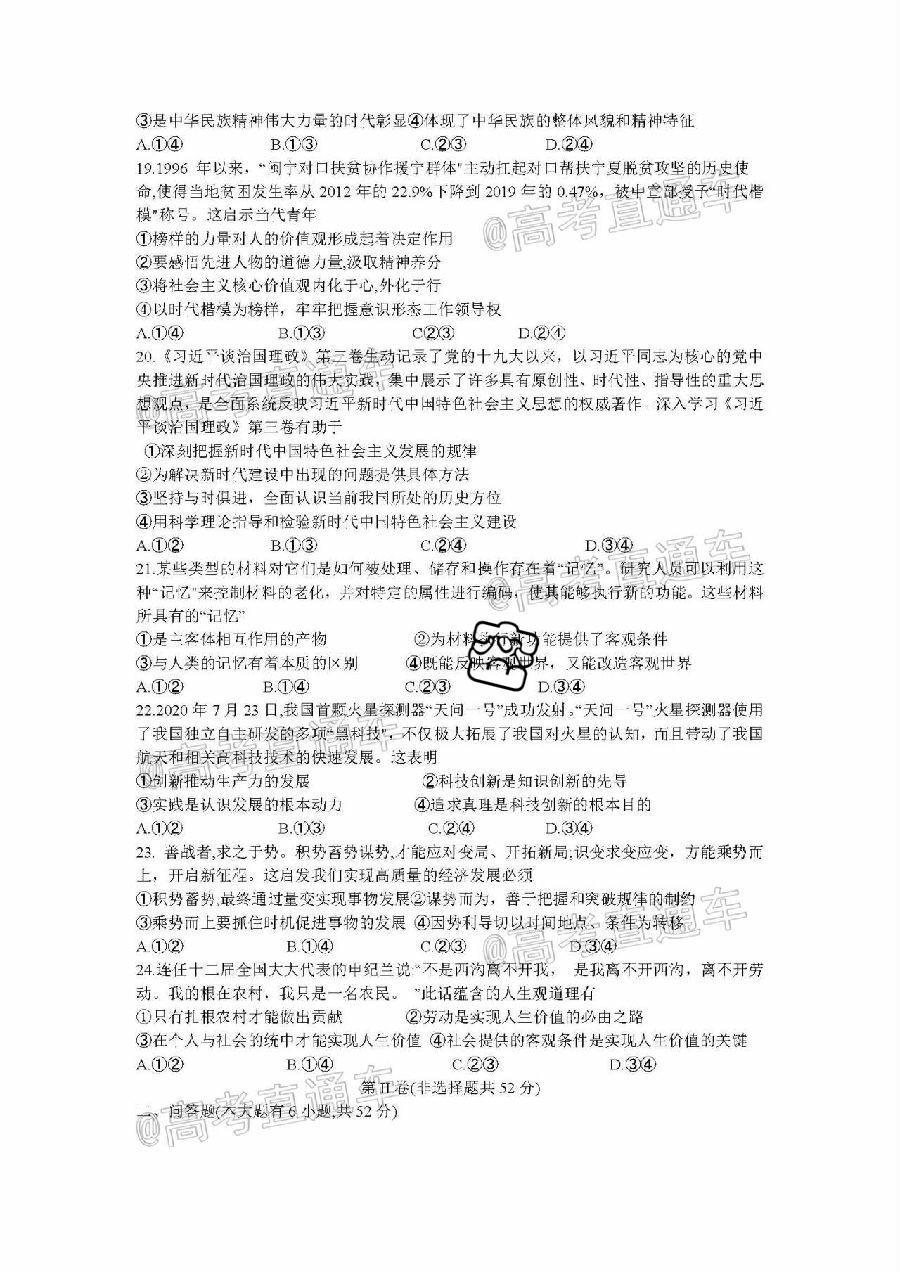 ③是中华民族精神伟大力量的时代彰显④体现了中华民族的整体风貌和精神特征
A.①④ B.①③ C.②③ D.②④
19.1996 年以来，“闽宁对口扶贫协作援宁群体"主动扛起对口帮扶宁夏脱贫攻坚的历史使
命,使得当地贫困发生率从 2012 年的 22.9%下降到 2019 年的 0.47%，被中宣部授予“时代楷
模”称号。这启示当代青年
①榜样的力量对人的价值观形成起着决定作用
②要感悟先进人物的道德力量,汲取精神养分
③将社会主义核心价值观内化于心,外化于行
④以时代楷模为榜样，牢牢把握意识形态工作领导权
A.①④ B.①③ C②③ D.②④
20.《习近平谈治国理政》第三卷生动记录了党的十九大以来，以习近平同志为核心的党中
央推进新时代治国理政的伟大实践，集中展示了许多具有原创性、时代性、指导性的重大思
想观点，是全面系统反映习近平新时代中国特色社会主义思想的权威著作。深入学习《习近
平谈治国理政》第三卷有助于
①深刻把握新时代中国特色社会主义发展的规律
②为解决新时代建设中出现的问题提供具体方法
③坚持与时俱进，全面认识当前我国所处的历史方位
④用科学理论指导和检验新时代中国特色社会主义建设
A.①② B.①③ C.②④ D.③④
21.某些类型的材料对它们是如何被处理、储存和操作存在着“记忆”。研究人员可以利用这
种“记忆”来控制材料的老化，并对特定的属性进行编码，使其能够执行新的功能。这些材料
所具有的“记忆”
①是主客体相互作用的产物 ②为材料执行新功能提供了客观条件
③与人类的记忆有着本质的区别 ④既能反映客观世界，又能改造客观世界
A.①② B.①④ C.②③ D.③④
22.2020 年 7 月 23 日,我国首颗火星探测器“天问一号”成功发射。“天问一号”火星探测器使用
了我国独立自主研发的多项“黑科技"，不仅极大拓展了我国对火星的认知，而且带动了我国
航天和相关高科技技术的快速发展。这表明
①创新推动生产力的发展 ②科技创新是知识创新的先导
③实践是认识发展的根本动力 ④追求真理是科技创新的根本目的
A.①② B.①③ C.②④ D.③④
23. 善战者,求之于势。积势蓄势谋势,才能应对变局、开拓新局;识变求变应变，方能乘势而
上，开启新征程。这启发我们实现高质量的经济发展必须
①积势蓄势,最终通过量变实现事物发展②谋势而为，善于把握和突破规律的制约
③乘势而上要抓住时机促进事物的发展 ④因势利导切以时间地点、条件为转移
A.①② B.①④ C.②③ D.③④
24.连任十二届全国大大代表的申纪兰说:“不是西沟离不开我， 是我离不开西沟，离不开劳
动。我的根在农村，我只是一名农民。 ”此话蕴含的人生观道理有
①只有扎根农村才能做出贡献 ②劳动是实现人生价值的必由之路
③在个人与社会的统中才能实现人生价值 ④社会提供的客观条件是实现人生价值的关键
A.①② B.①④ C.②③ D.③④
第 II 卷(非选择题共 52 分)
二、问答题(本大题有 6 小题,共 52 分)
@高考直通车
@高考直通车
@高考直通车
@高考直通车
@高考直通车
@高考直通车